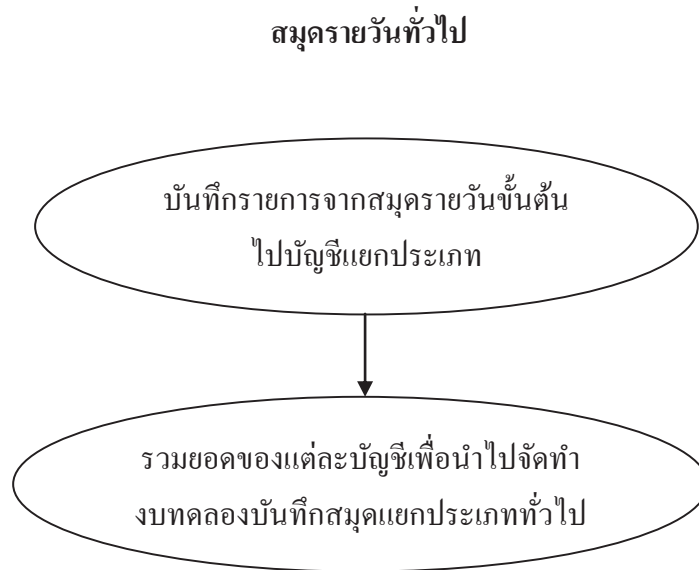 สมุดรายวันทั่วไป
บันทึกรายการจากสมุดรายวันขั้นต้น
ไปบัญชีแยกประเภท
รวมยอดของแต่ละบัญชีเพื่อนำไปจัดทำ
งบทดลองบันทึกสมุดแยกประเภททั่วไป